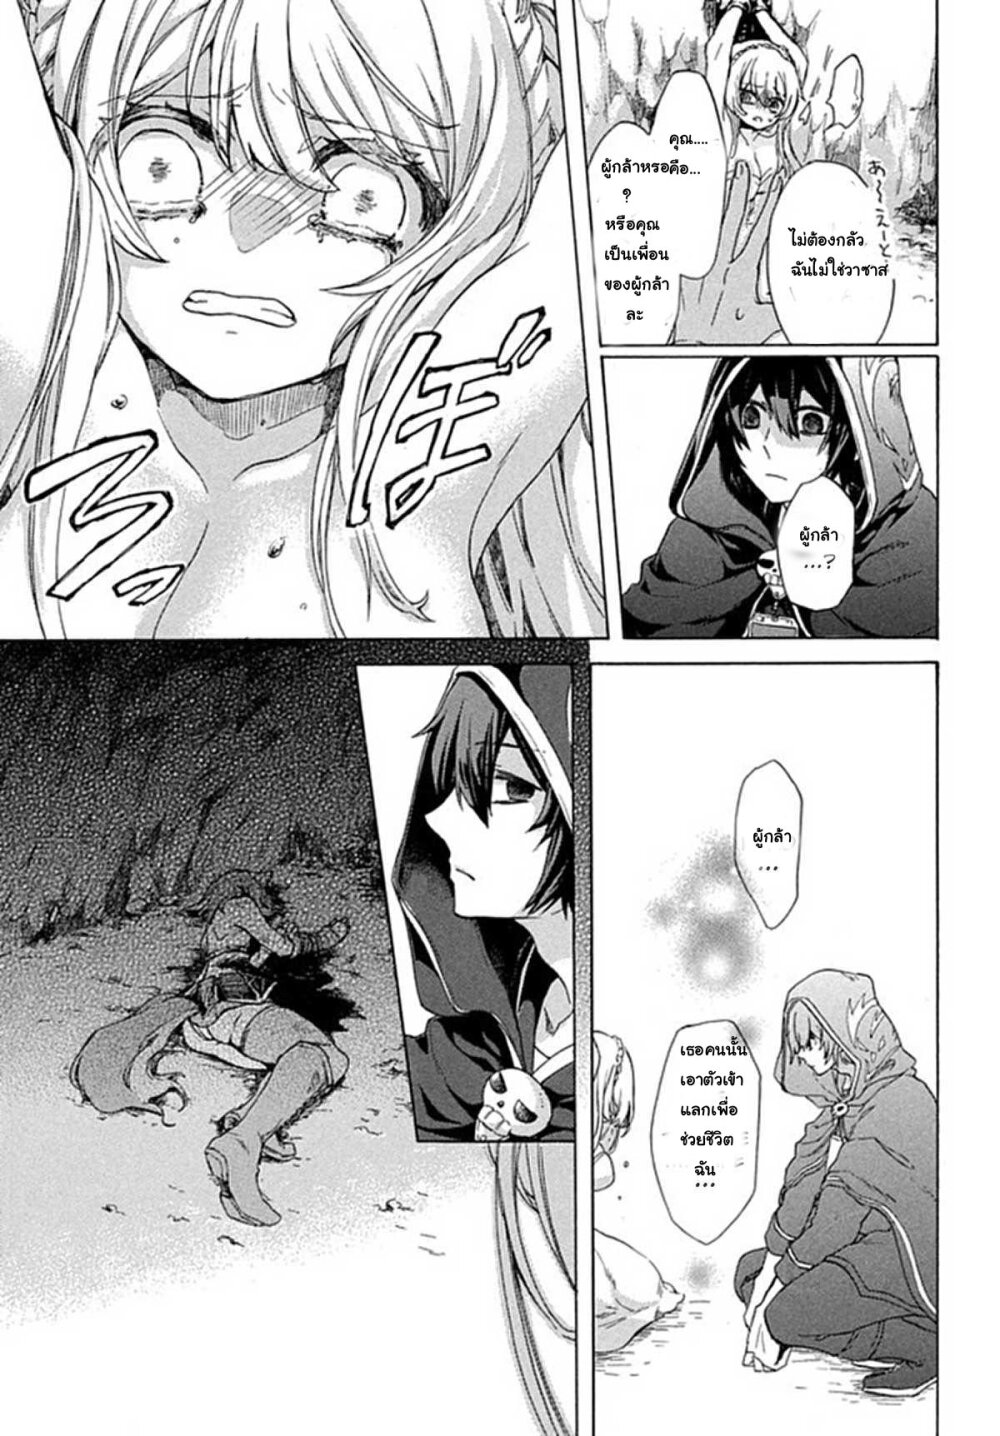 ไม่ต้องกลัว
ฉันไม่ใช่วาซาส
あ〜え〜と
คุณ....
ผู้กล้าหรอคือ...
?
หรือคุณ
เป็นเพื่อน
ของผู้กล้า
ละ
ผู้กล้า
...?
ぼろっ
ผู้กล้า
...
เธอคนนั้น
เอาตัวเข้า
แลกเพื่อ
ช่วยชีวิต
ฉัน
...